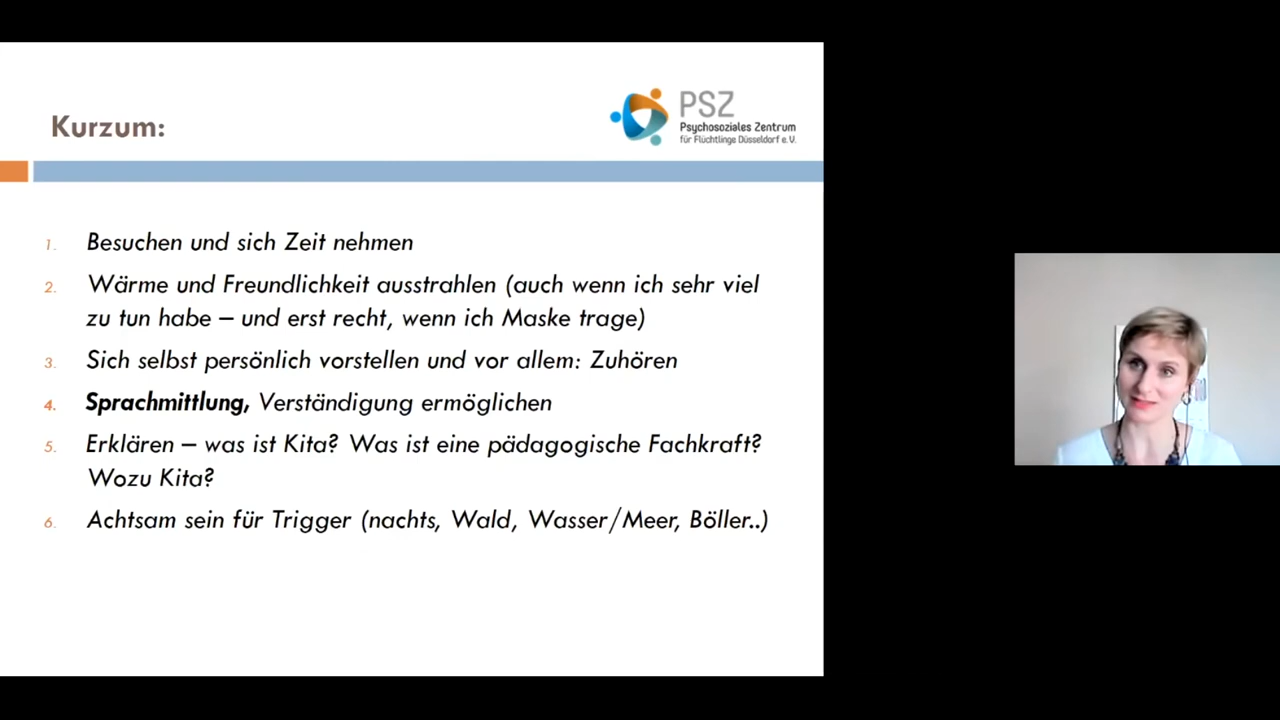 Kurzum:
PSZ
Psychosoziales Zentrum
für Flüchtlinge Düsseldorf e.V.
1. Besuchen und sich Zeit nehmen
2. Wärme und Freundlichkeit ausstrahlen (auch wenn ich sehr viel
zu tun habe – und erst recht, wenn ich Maske trage)
3. Sich selbst persönlich vorstellen und vor allem: Zuhören
4. Sprachmittlung, Verständigung ermöglichen
5. Erklären – was ist Kita? Was ist eine pädagogische Fachkraft?
Wozu Kita?
6. Achtsam sein für Trigger (nachts, Wald, Wasser/Meer, Böller..)